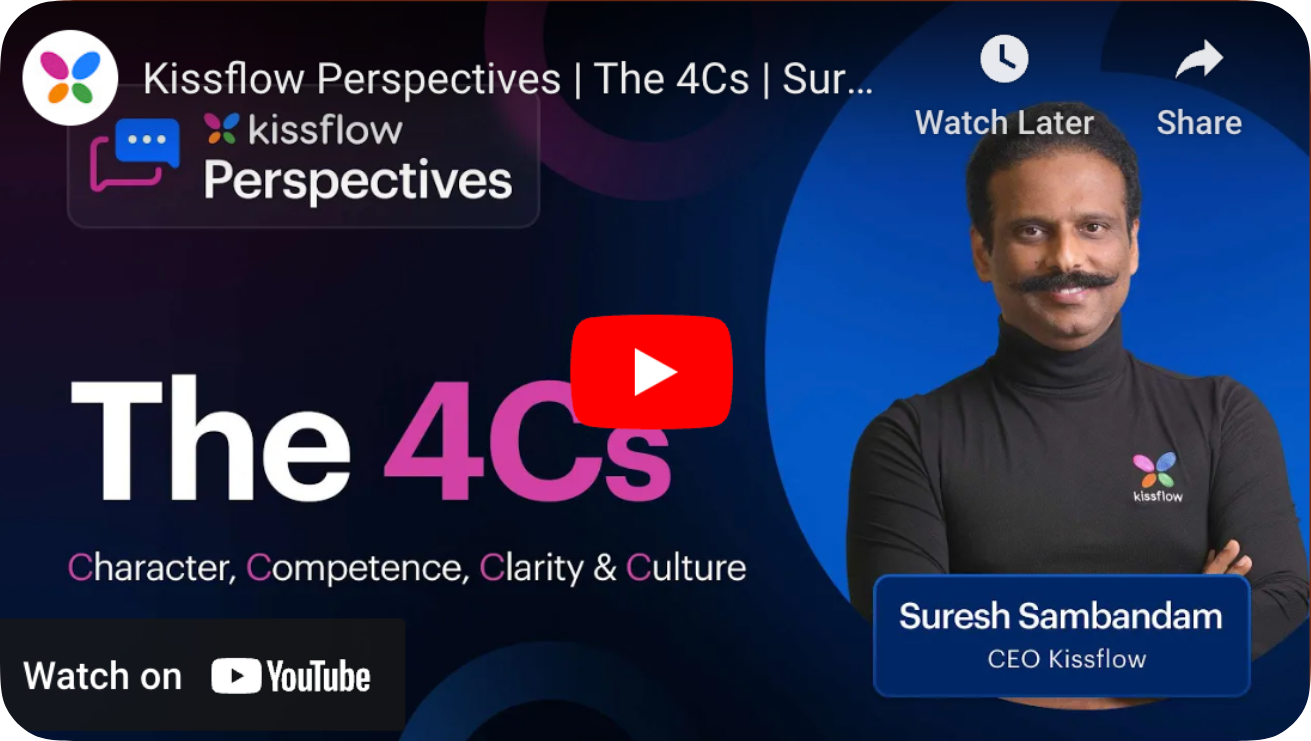 Kissflow Perspectives | The 4Cs | Sur...
Watch Later
Share
kissflow
Perspectives
The 4Cs
Character, Competence, Clarity & Culture
kissflow
Suresh Sambandam
CEO Kissflow
Watch on YouTube